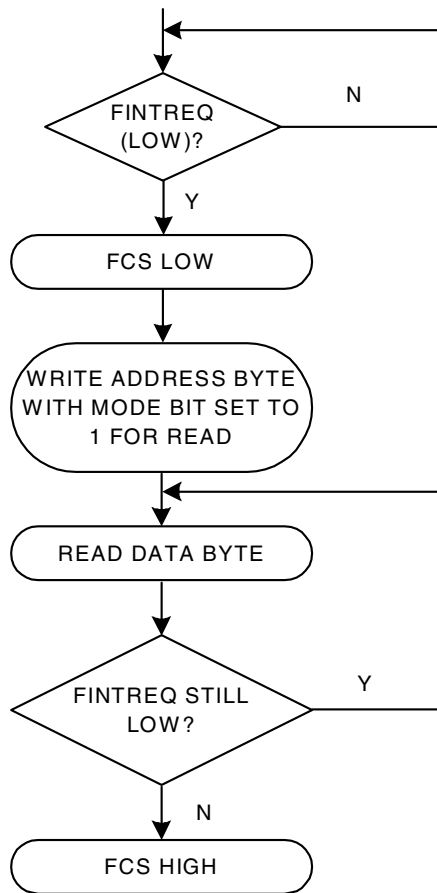 FINTREQ
(LOW)?
N
Y
FCS LOW
WRITE ADDRESS BYTE
WITH MODE BIT SET TO
1 FOR READ
READ DATA BYTE
FINTREQ STILL
LOW?
Y
N
FCS HIGH